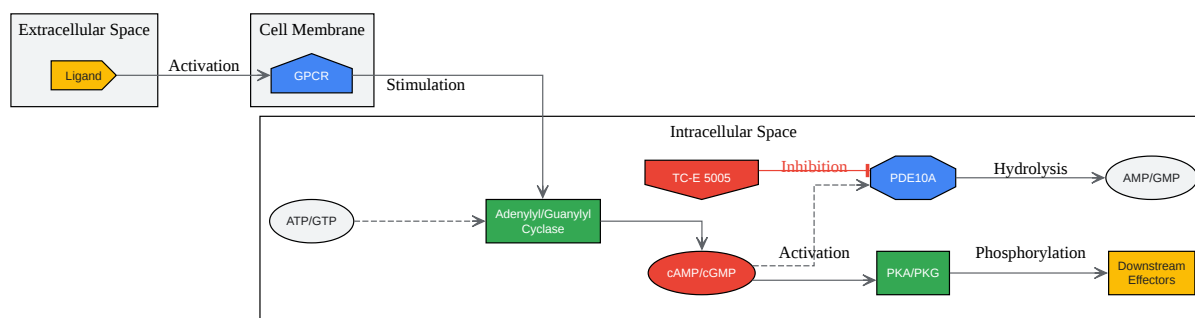 Extracellular Space
Cell Membrane
Ligand
Activation
GPCR
Stimulation
Intracellular Space
TC-E 5005
Inhibition
PDE10A
Hydrolysis
AMP/GMP
ATP/GTP
Adenylyl/Guanylyl
Cyclase
cAMP/cGMP
Activation
PKA/PKG
Phosphorylation
Downstream
Effectors